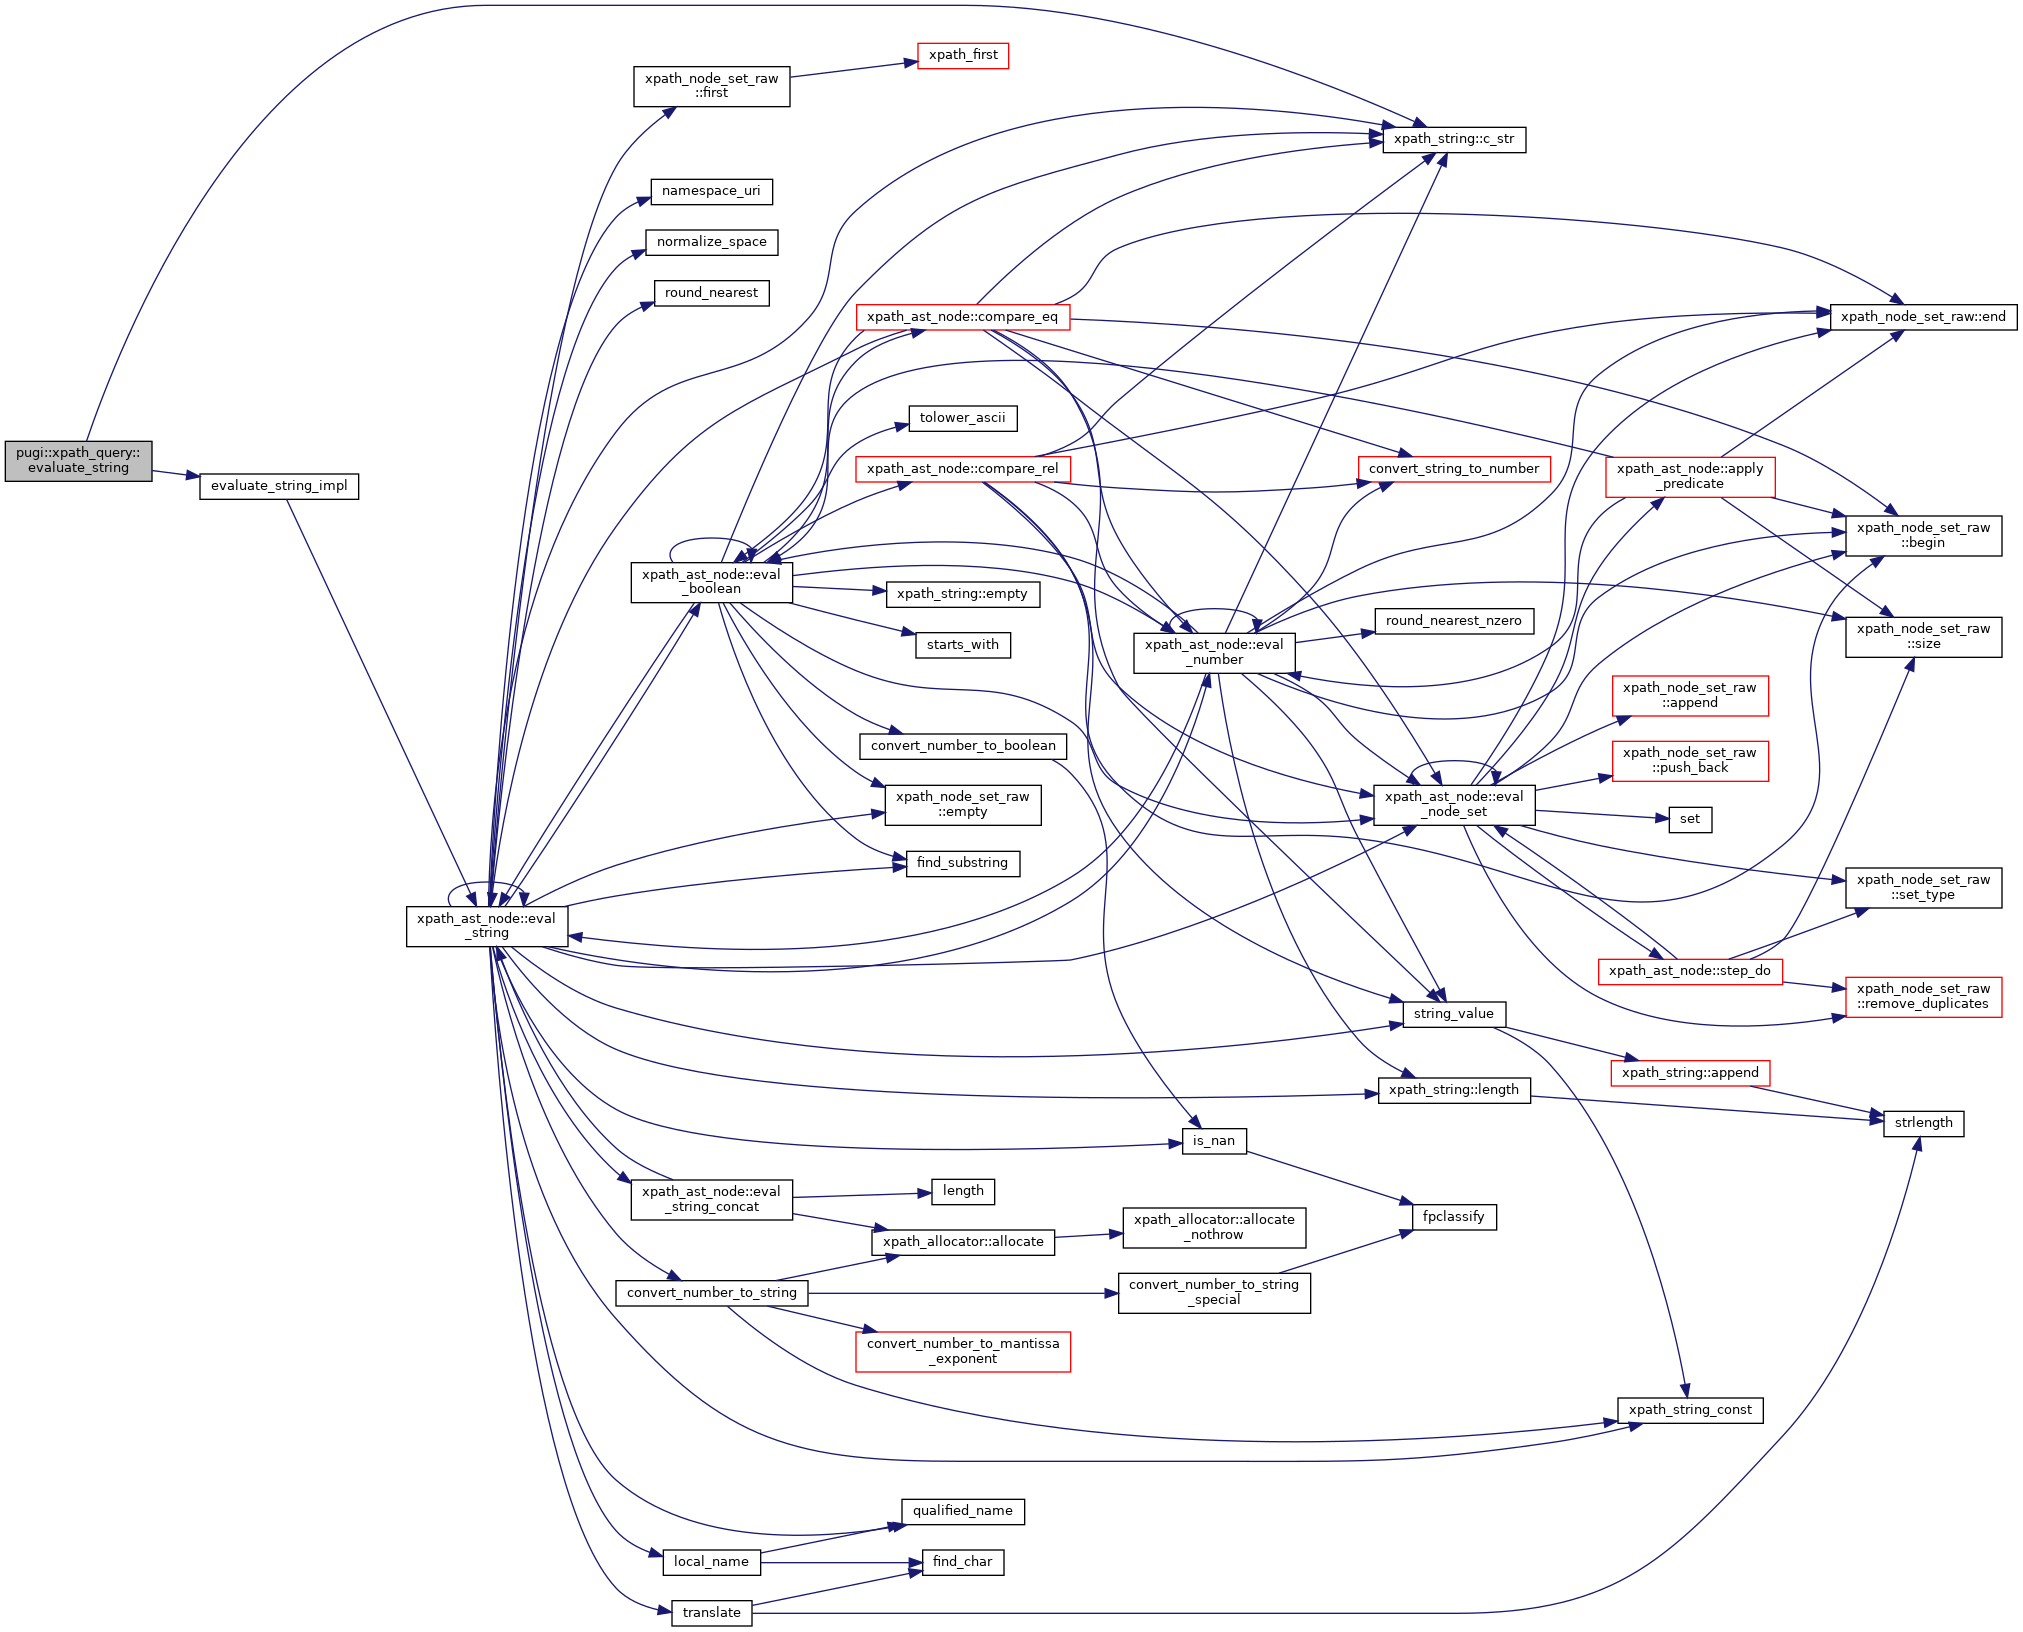 pugi::xpath_query::
evaluate_string
evaluate_string_impl
xpath_ast_node::eval
_string
xpath_node_set_raw
::first
namespace_uri
normalize_space
round_nearest
xpath_ast_node::eval
_boolean
xpath_ast_node::eval
_string_concat
convert_number_to_string
local_name
translate
xpath_first
xpath_ast_node::compare_eq
tolower_ascii
xpath_ast_node::compare_rel
xpath_string::empty
starts_with
convert_number_to_boolean
xpath_node_set_raw
::empty
find_substring
length
xpath_allocator::allocate
convert_number_to_mantissa
_exponent
qualified_name
find_char
xpath_ast_node::eval
_number
is_nan
xpath_allocator::allocate
_nothrow
convert_number_to_string
_special
xpath_string::c_str
convert_string_to_number
round_nearest_nzero
xpath_ast_node::eval
_node_set
string_value
xpath_string::length
fpclassify
xpath_ast_node::apply
_predicate
xpath_node_set_raw
::append
xpath_node_set_raw
::push_back
set
xpath_ast_node::step_do
xpath_string::append
xpath_string_const
xpath_node_set_raw::end
xpath_node_set_raw
::begin
xpath_node_set_raw
::size
xpath_node_set_raw
::set_type
xpath_node_set_raw
::remove_duplicates
strlength